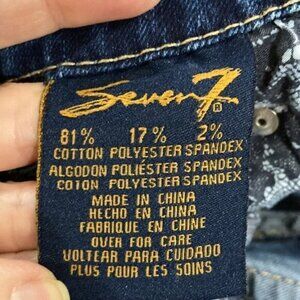 Seven7®
81% 17% 2%
COTTON POLYESTER SPANDEX
ALGODON POLIÉSTER SPANDEX
COTON POLYESTER SPANDEX
MADE IN CHINA
HECHO EN CHINA
FABRIQUE EN CHINE
OVER FOR CARE
VOLTEAR PARA CUIDADO
PLUS POUR LES SOINS